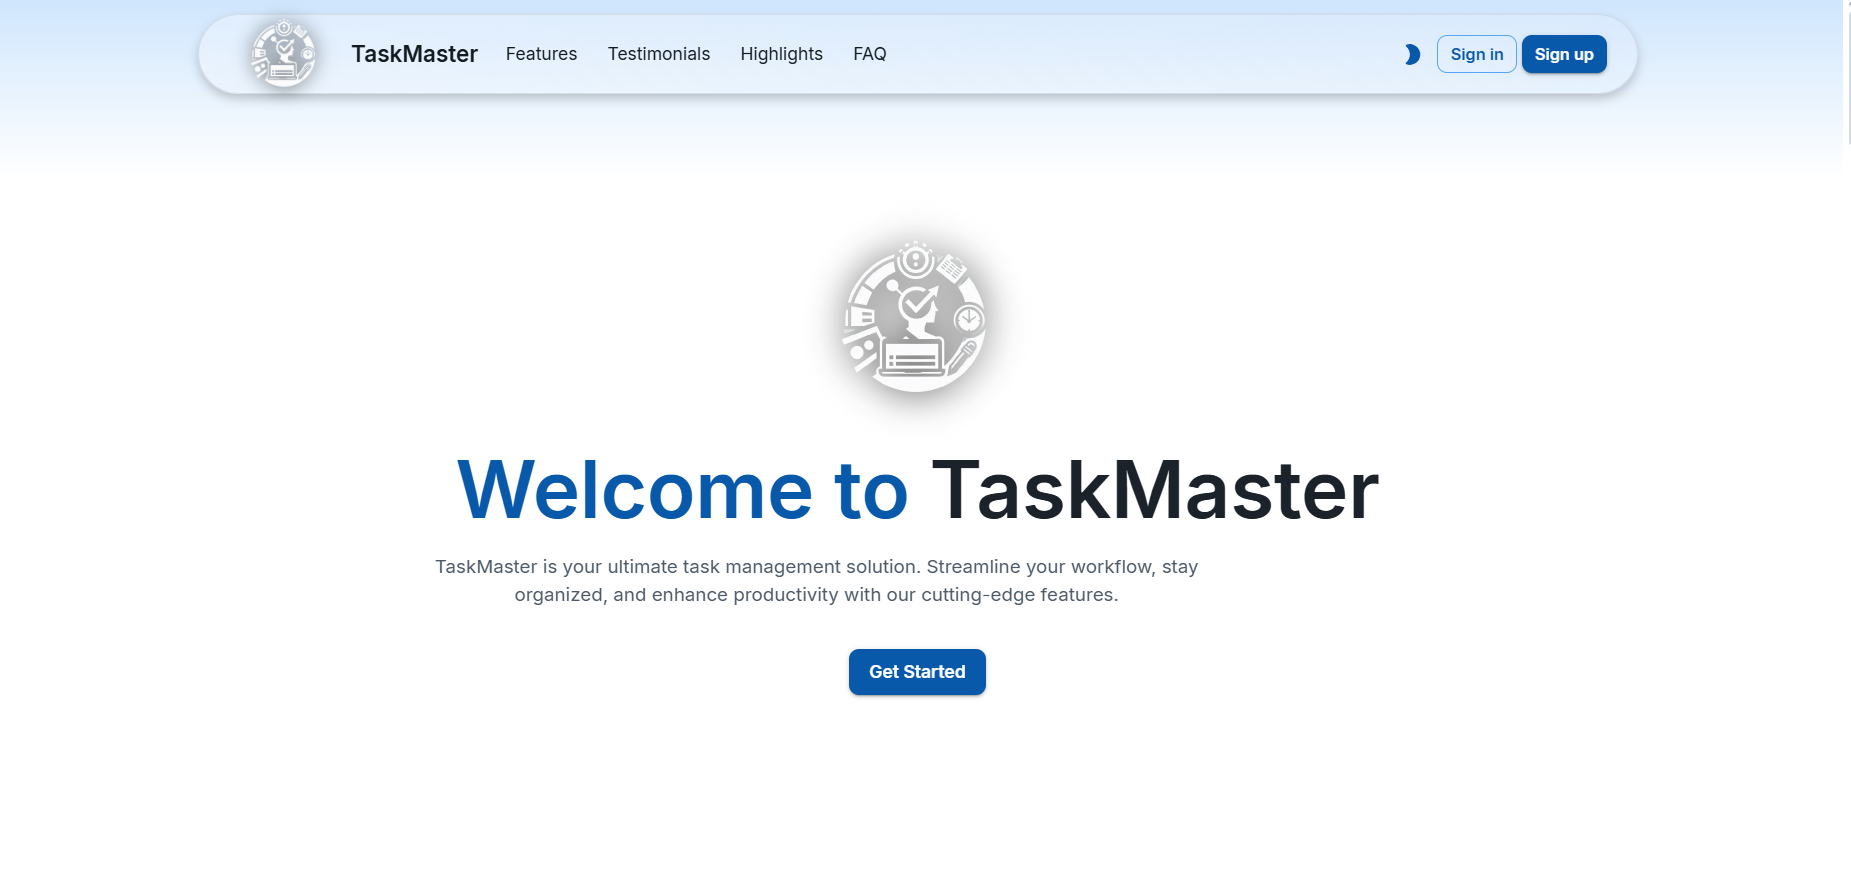 TaskMaster Features Testimonials Highlights FAQ Sign in Sign up
Welcome to TaskMaster
TaskMaster is your ultimate task management solution. Streamline your workflow, stay
organized, and enhance productivity with our cutting-edge features.
Get Started